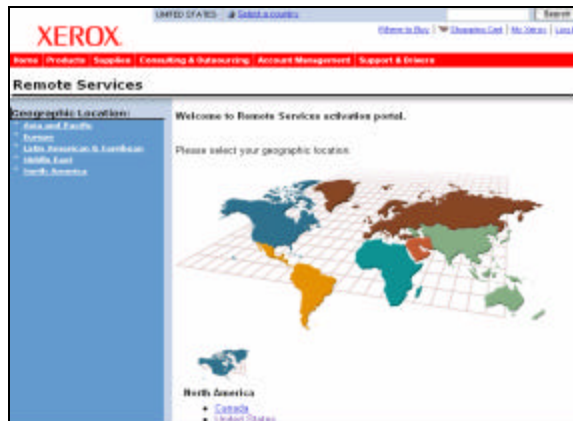 UNITED STATES Select a country Search
XEROX. Where to Buy | Shopping Cart | My Xerox | Log
Home Products Supplies Consulting & Outsourcing Account Management Support & Drivers
Remote Services
Geographic Location:
Asia and Pacific
Europe
Latin American & Carribean
Middle East
North America
Welcome to Remote Services activation portal.
Please select your geographic location:
North America
Canada
United States